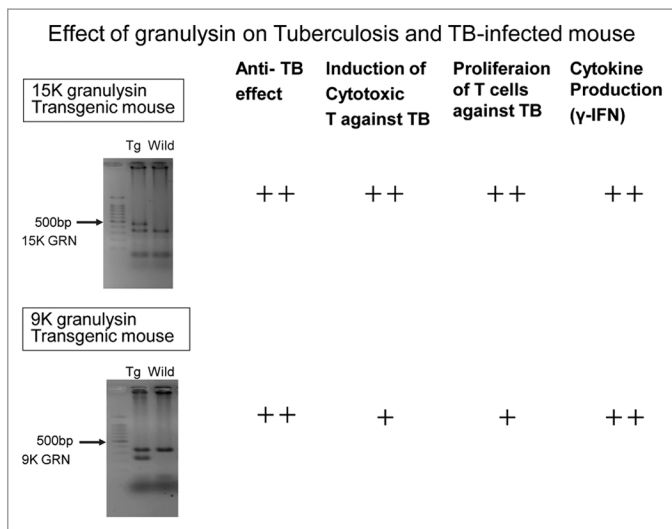 Effect of granulysin on Tuberculosis and TB-infected mouse
Anti- TB
effect
Induction of
Cytotoxic
T against TB
Proliferaion
of T cells
against TB
Cytokine
Production
(γ-IFN)
15K granulysin
Transgenic mouse
Tg Wild
500bp
15K GRN
++ ++ ++ ++
9K granulysin
Transgenic mouse
Tg Wild
500bp
9K GRN
++ + + ++